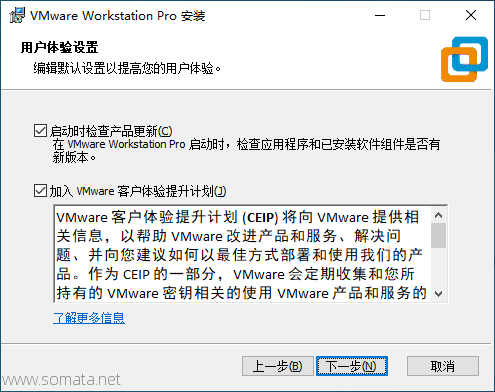 VMware Workstation Pro 安装
用户体验设置
编辑默认设置以提高您的用户体验。
启动时检查产品更新(C)
在 VMware Workstation Pro 启动时，检查应用程序和已安装软件组件是否有
新版本。
加入 VMware 客户体验提升计划(J)
VMware 客户体验提升计划 (CEIP) 将向 VMware 提供相
关信息，以帮助 VMware 改进产品和服务、解决问
题、并向您建议如何以最佳方式部署和使用我们的产
品。作为 CEIP 的一部分，VMware 会定期收集和您所
持有的 VMware 密钥相关的使用 VMware 产品和服务的
了解更多信息
上一步(B) 下一步(N) 取消
www.somata.net